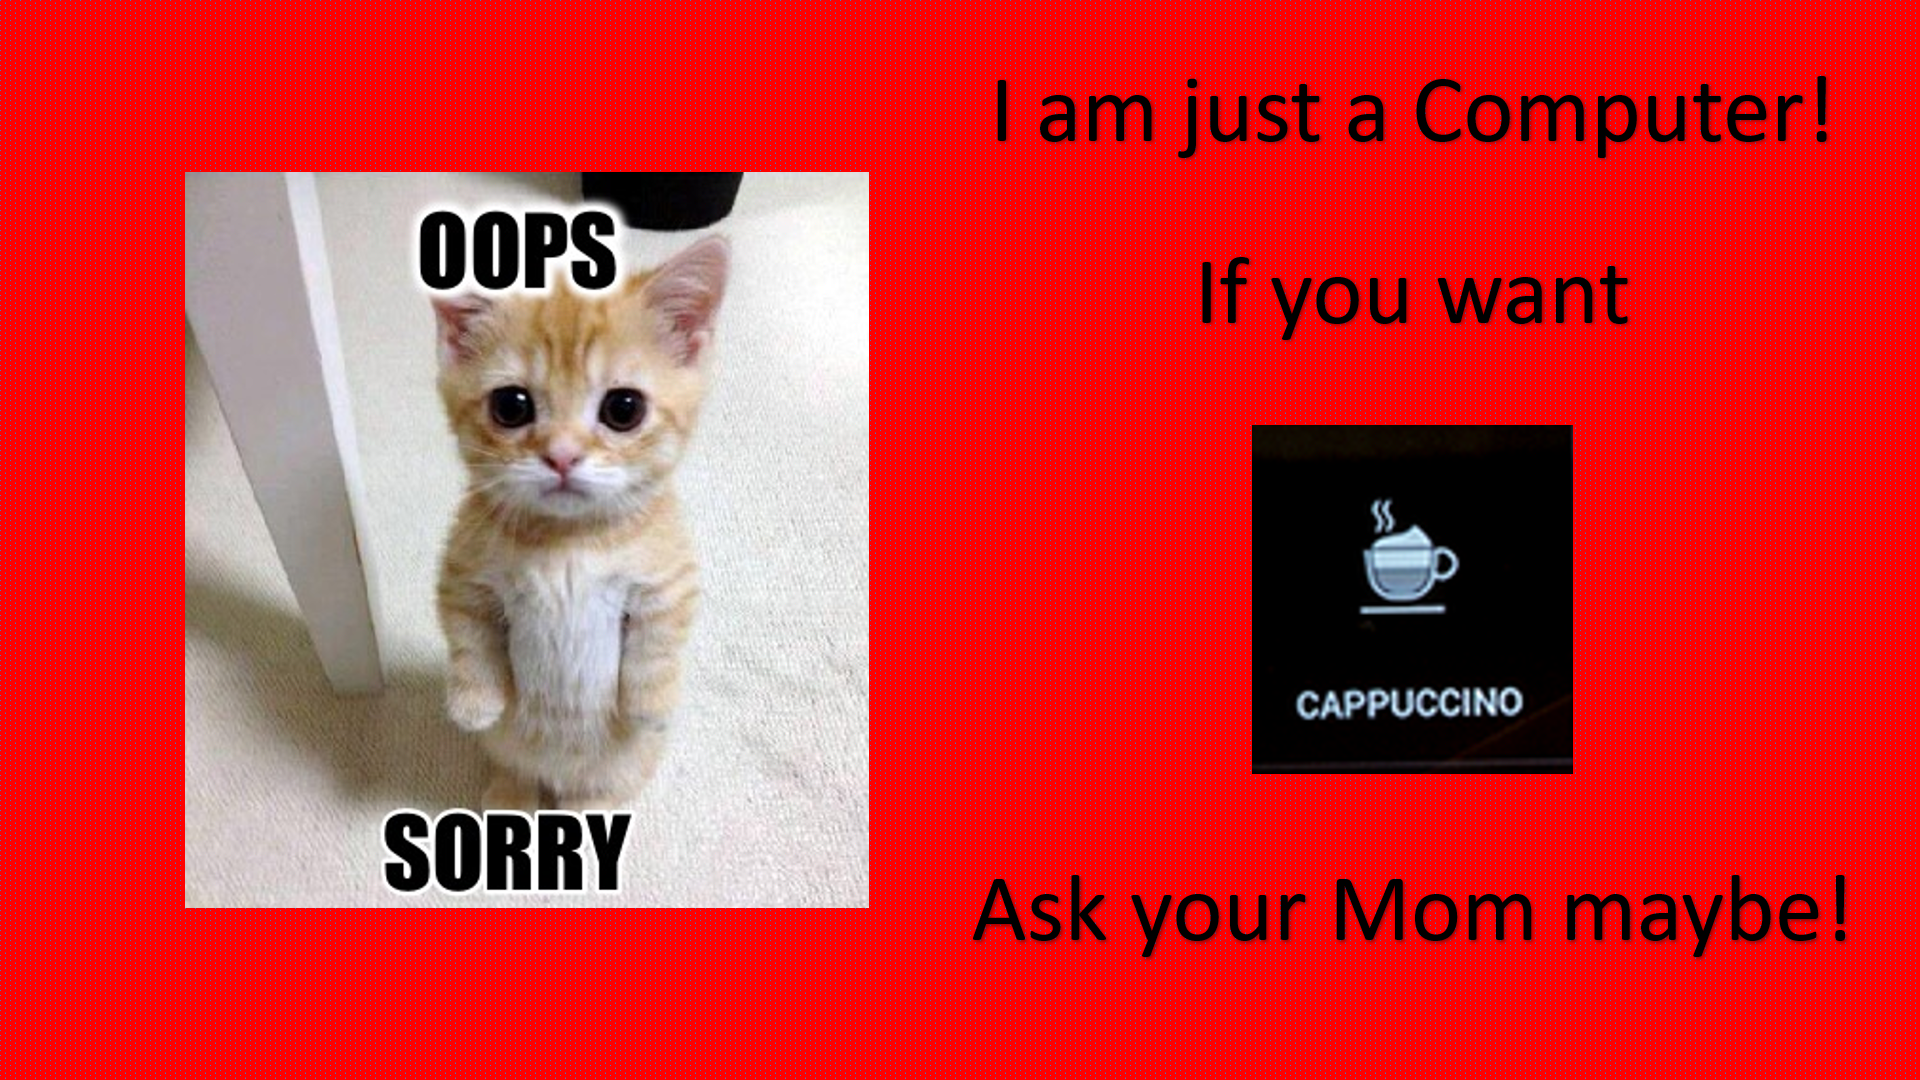 OOPS
SORRY
I am just a Computer!
If you want
CAPPUCCINO
Ask your Mom maybe!